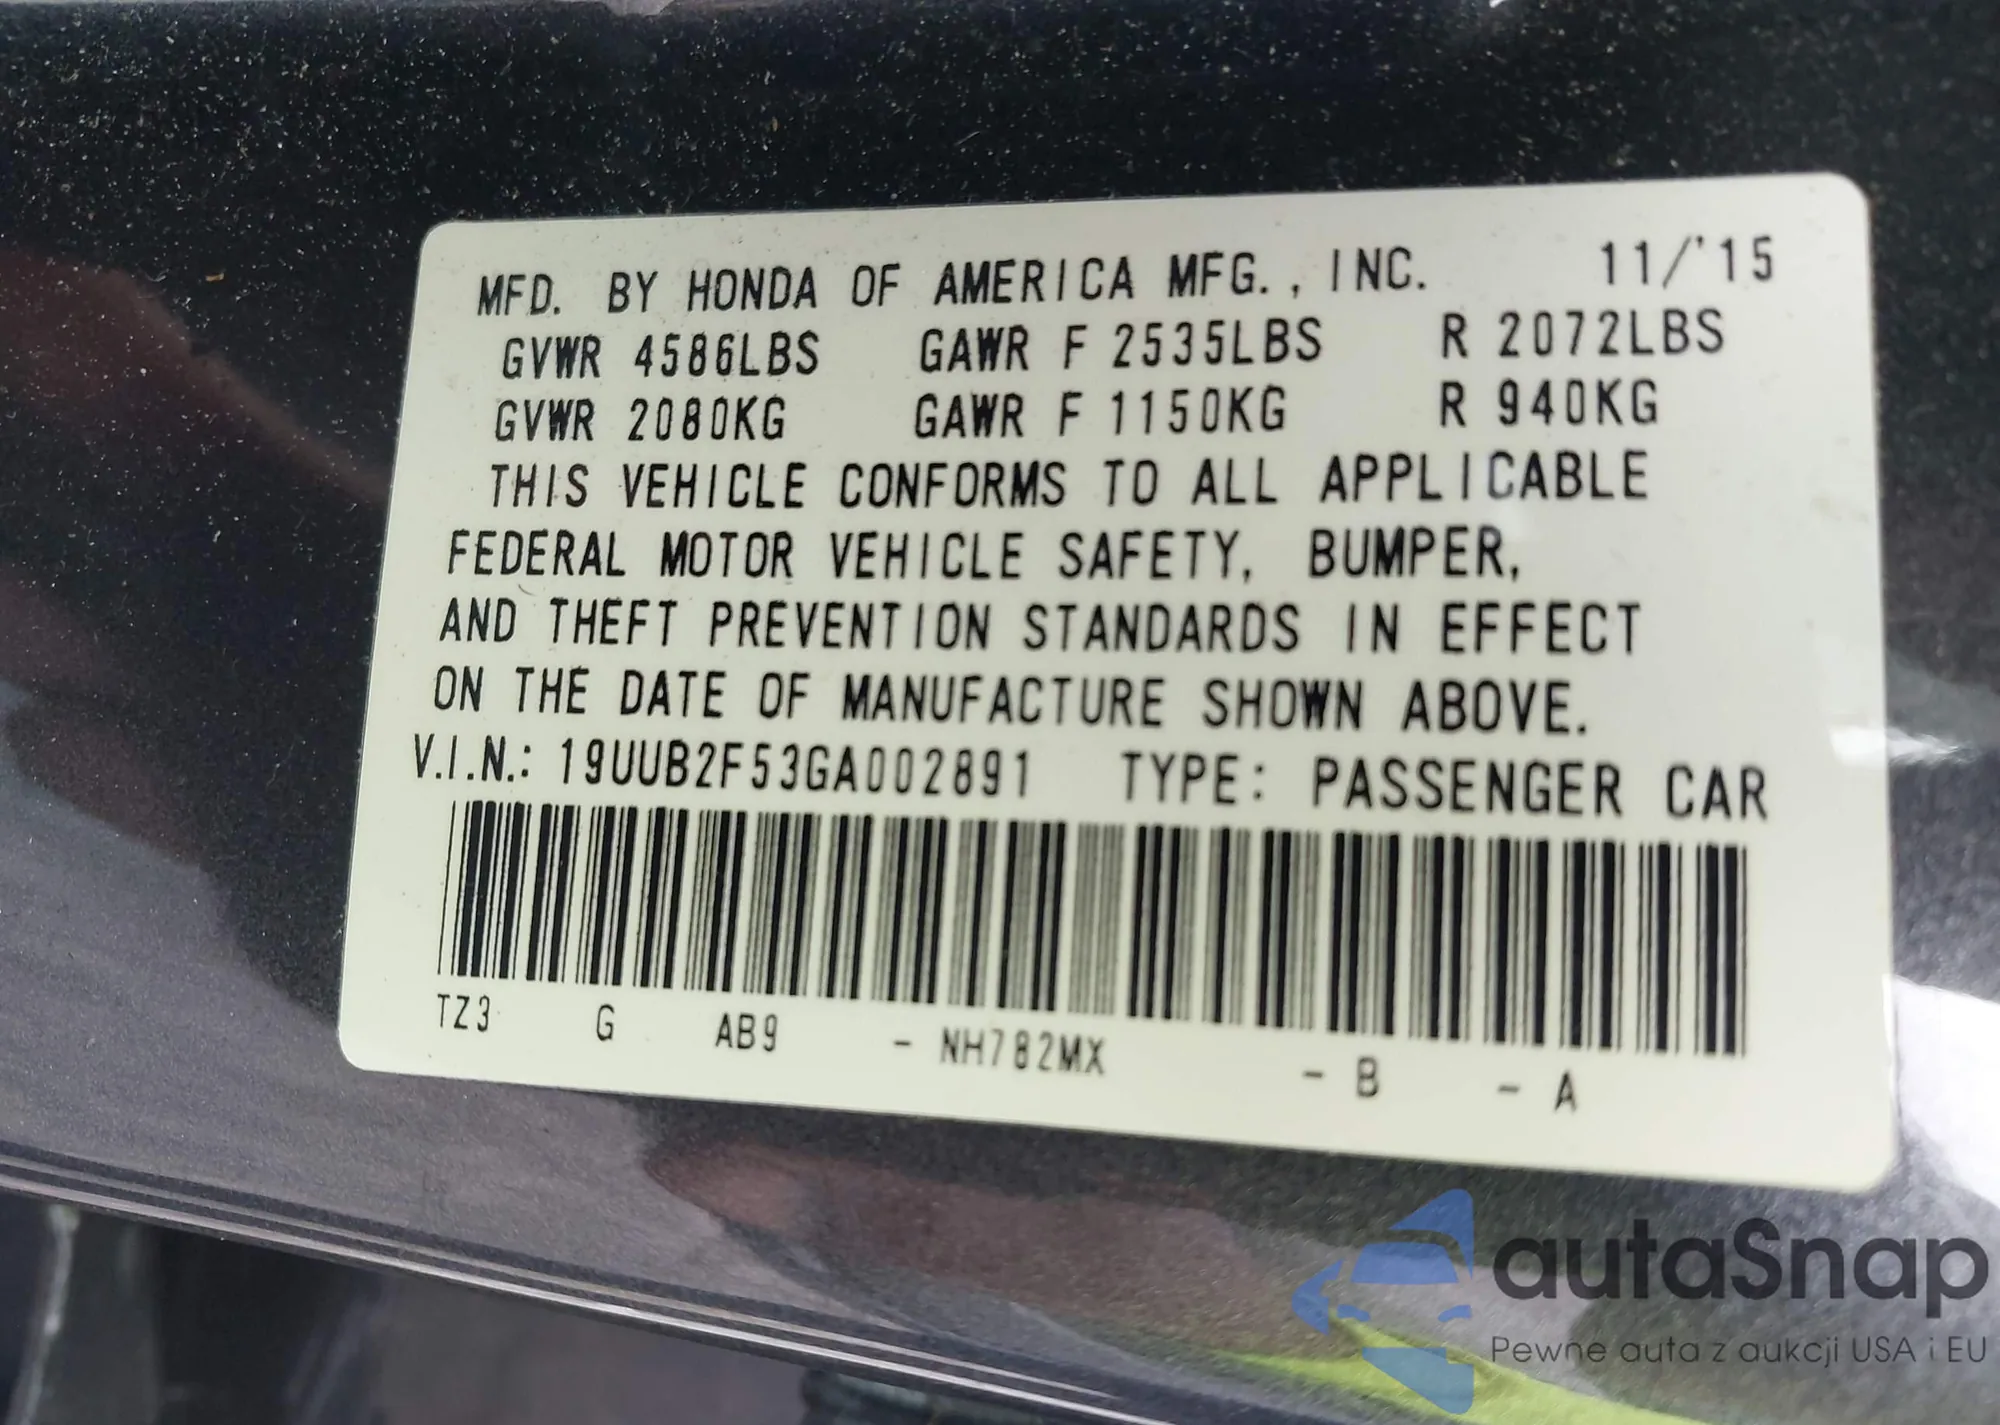 MFD. BY HONDA OF AMERICA MFG., INC. 11/'15
GVWR 4586LBS GAWR F 2535LBS R 2072LBS
GVWR 2080KG GAWR F 1150KG R 940KG
THIS VEHICLE CONFORMS TO ALL APPLICABLE
FEDERAL MOTOR VEHICLE SAFETY, BUMPER,
AND THEFT PREVENTION STANDARDS IN EFFECT
ON THE DATE OF MANUFACTURE SHOWN ABOVE.
V.I.N.: 19UUB2F53GA002891 TYPE: PASSENGER CAR
TZ3 G AB9 - NH782MX - B - A
autaSnap
Pewne auta z aukcji USA i EU